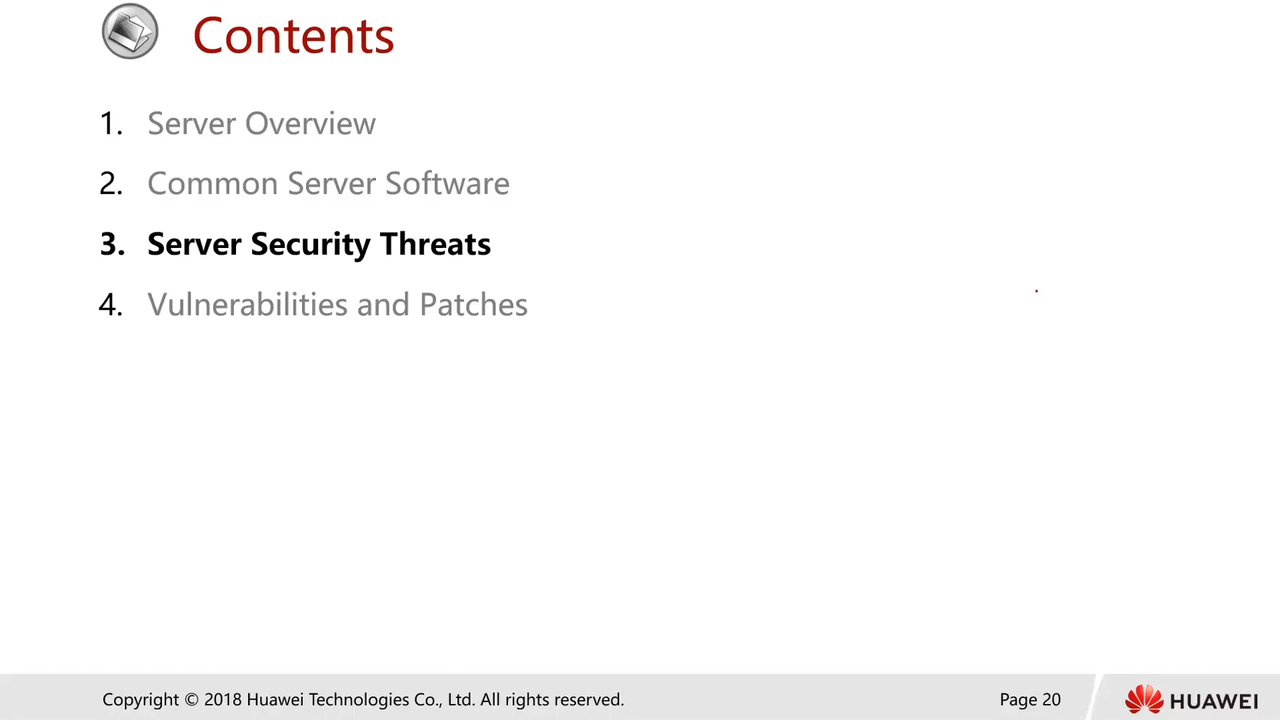 Contents
1. Server Overview
2. Common Server Software
3. Server Security Threats
4. Vulnerabilities and Patches
Copyright © 2018 Huawei Technologies Co., Ltd. All rights reserved.
Page 20
HUAWEI